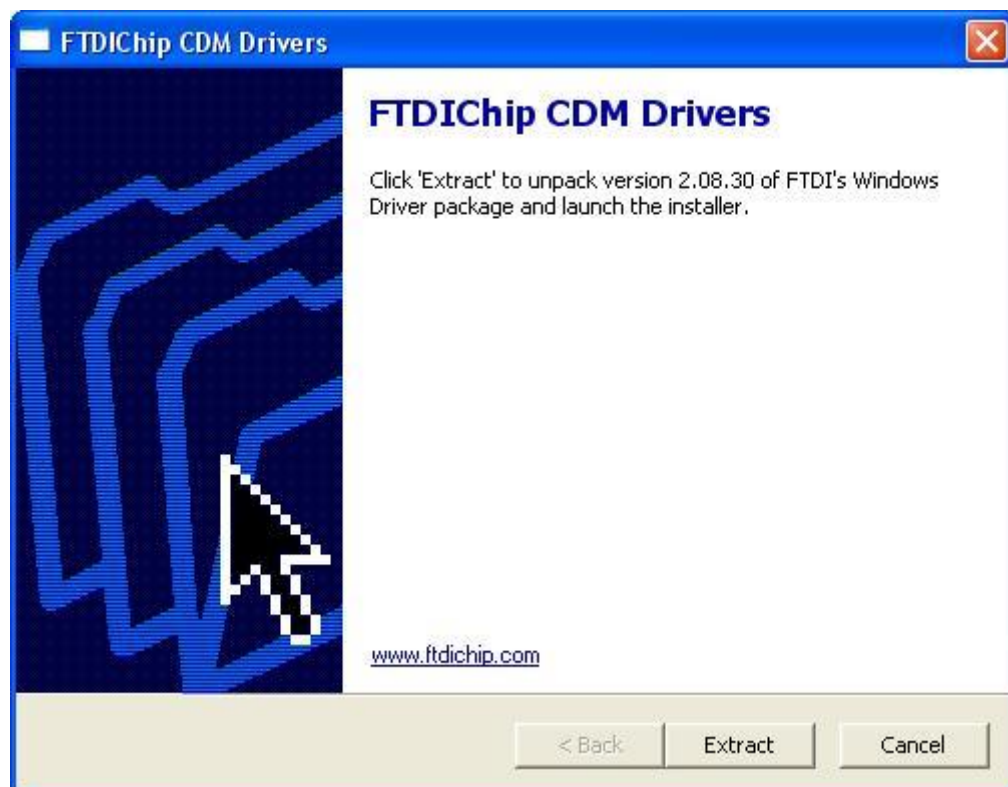 FTDIChip CDM Drivers
FTDIChip CDM Drivers
Click 'Extract' to unpack version 2.08.30 of FTDI's Windows
Driver package and launch the installer.
www.ftdichip.com
< Back
Extract
Cancel